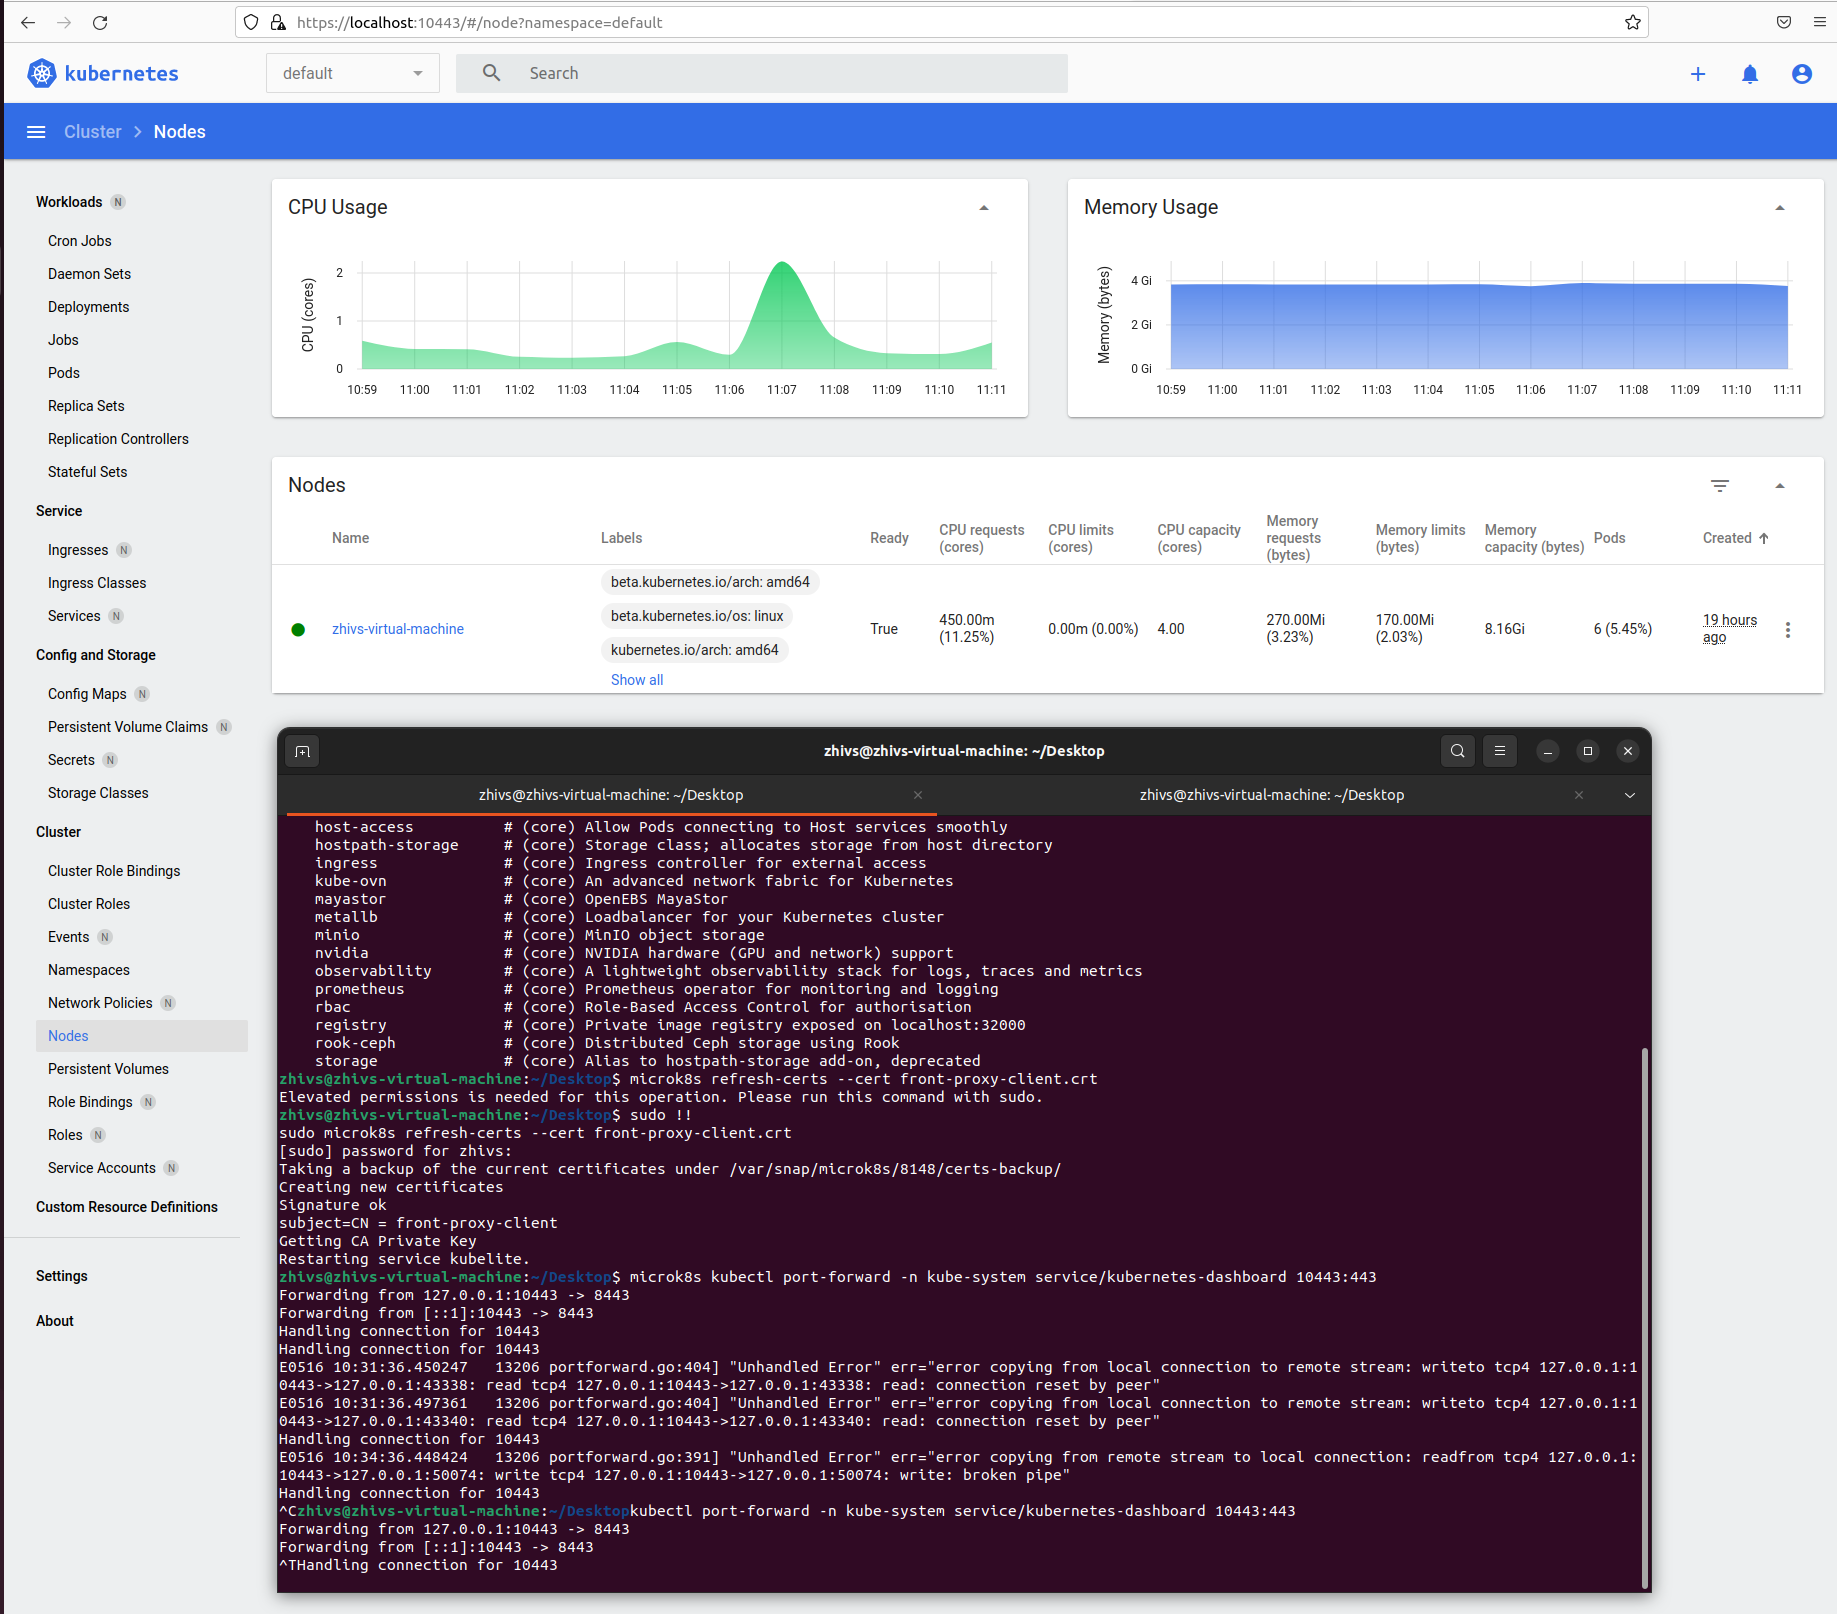 https://localhost:10443/#/node?namespace=default
kubernetes
default
Search
Cluster
Nodes
Workloads N
Cron Jobs
Daemon Sets
Deployments
Jobs
Pods
Replica Sets
Replication Controllers
Stateful Sets
Service
Ingresses N
Ingress Classes
Services N
Config and Storage
Config Maps N
Persistent Volume Claims N
Secrets N
Storage Classes
Cluster
Cluster Role Bindings
Cluster Roles
Events N
Namespaces
Network Policies N
Nodes
Persistent Volumes
Role Bindings N
Roles N
Service Accounts N
Custom Resource Definitions
Settings
About
CPU Usage
CPU (cores)
2
1
0
10:59 11:00 11:01 11:02 11:03 11:04 11:05 11:06 11:07 11:08 11:09 11:10 11:11
Memory Usage
Memory (bytes)
4 Gi
2 Gi
0 Gi
10:59 11:00 11:01 11:02 11:03 11:04 11:05 11:06 11:07 11:08 11:09 11:10 11:11
Nodes
Name
Labels
Ready
CPU requests
(cores)
CPU limits
(cores)
CPU capacity
(cores)
Memory
requests
(bytes)
Memory limits
(bytes)
Memory
capacity (bytes)
Pods
Created
zhivs-virtual-machine
beta.kubernetes.io/arch: amd64
beta.kubernetes.io/os: linux
kubernetes.io/arch: amd64
Show all
True
450.00m
(11.25%)
0.00m (0.00%)
4.00
270.00Mi
(3.23%)
170.00Mi
(2.03%)
8.16Gi
6 (5.45%)
19 hours
ago
zhivs@zhivs-virtual-machine: ~/Desktop
zhivs@zhivs-virtual-machine: ~/Desktop
zhivs@zhivs-virtual-machine: ~/Desktop
host-access # (core) Allow Pods connecting to Host services smoothly
hostpath-storage # (core) Storage class; allocates storage from host directory
ingress # (core) Ingress controller for external access
kube-ovn # (core) An advanced network fabric for Kubernetes
mayastor # (core) OpenEBS MayaStor
metallb # (core) Loadbalancer for your Kubernetes cluster
minio # (core) MinIO object storage
nvidia # (core) NVIDIA hardware (GPU and network) support
observability # (core) A lightweight observability stack for logs, traces and metrics
prometheus # (core) Prometheus operator for monitoring and logging
rbac # (core) Role-Based Access Control for authorisation
registry # (core) Private image registry exposed on localhost:32000
rook-ceph # (core) Distributed Ceph storage using Rook
storage # (core) Alias to hostpath-storage add-on, deprecated
zhivs@zhivs-virtual-machine:~/Desktop$ microk8s refresh-certs --cert front-proxy-client.crt
Elevated permissions is needed for this operation. Please run this command with sudo.
zhivs@zhivs-virtual-machine:~/Desktop$ sudo !!
sudo microk8s refresh-certs --cert front-proxy-client.crt
[sudo] password for zhivs:
Taking a backup of the current certificates under /var/snap/microk8s/8148/certs-backup/
Creating new certificates
Signature ok
subject=CN = front-proxy-client
Getting CA Private Key
Restarting service kubelite.
zhivs@zhivs-virtual-machine:~/Desktop$ microk8s kubectl port-forward -n kube-system service/kubernetes-dashboard 10443:443
Forwarding from 127.0.0.1:10443 -> 8443
Forwarding from [::1]:10443 -> 8443
Handling connection for 10443
Handling connection for 10443
E0516 10:31:36.450247   13206 portforward.go:404] "Unhandled Error" err="error copying from local connection to remote stream: writeto tcp4 127.0.0.1:1
0443->127.0.0.1:43338: read tcp4 127.0.0.1:10443->127.0.0.1:43338: read: connection reset by peer"
E0516 10:31:36.497361   13206 portforward.go:404] "Unhandled Error" err="error copying from local connection to remote stream: writeto tcp4 127.0.0.1:1
0443->127.0.0.1:43340: read tcp4 127.0.0.1:10443->127.0.0.1:43340: read: connection reset by peer"
Handling connection for 10443
E0516 10:34:36.448424   13206 portforward.go:391] "Unhandled Error" err="error copying from remote stream to local connection: readfrom tcp4 127.0.0.1:
10443->127.0.0.1:50074: write tcp4 127.0.0.1:10443->127.0.0.1:50074: write: broken pipe"
Handling connection for 10443
^Czhivs@zhivs-virtual-machine:~/Desktopkubectl port-forward -n kube-system service/kubernetes-dashboard 10443:443
Forwarding from 127.0.0.1:10443 -> 8443
Forwarding from [::1]:10443 -> 8443
^THandling connection for 10443